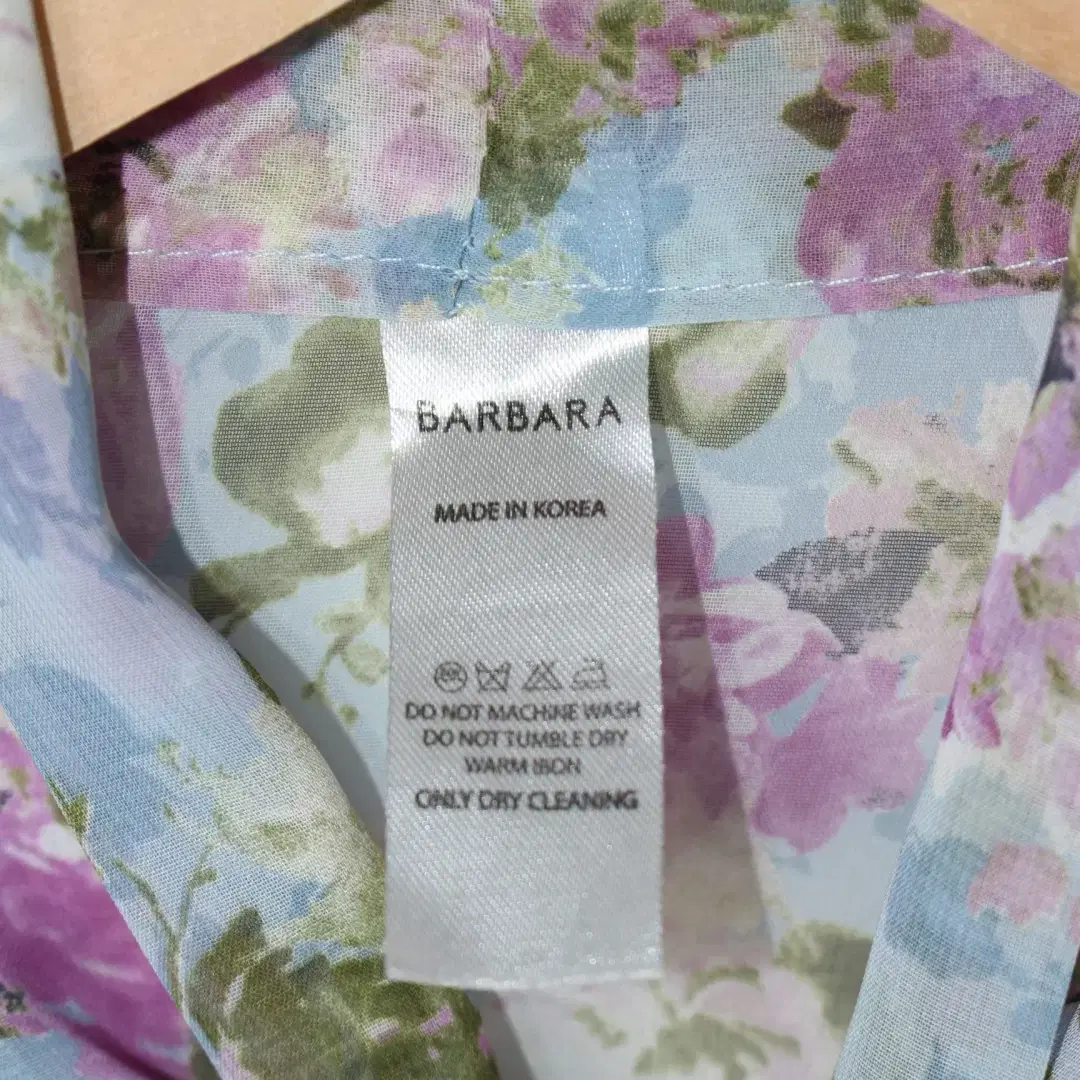 BARBARA
MADE IN KOREA
DO NOT MACHINE WASH
DO NOT TUMBLE DRY
WARM IRON
ONLY DRY CLEANING